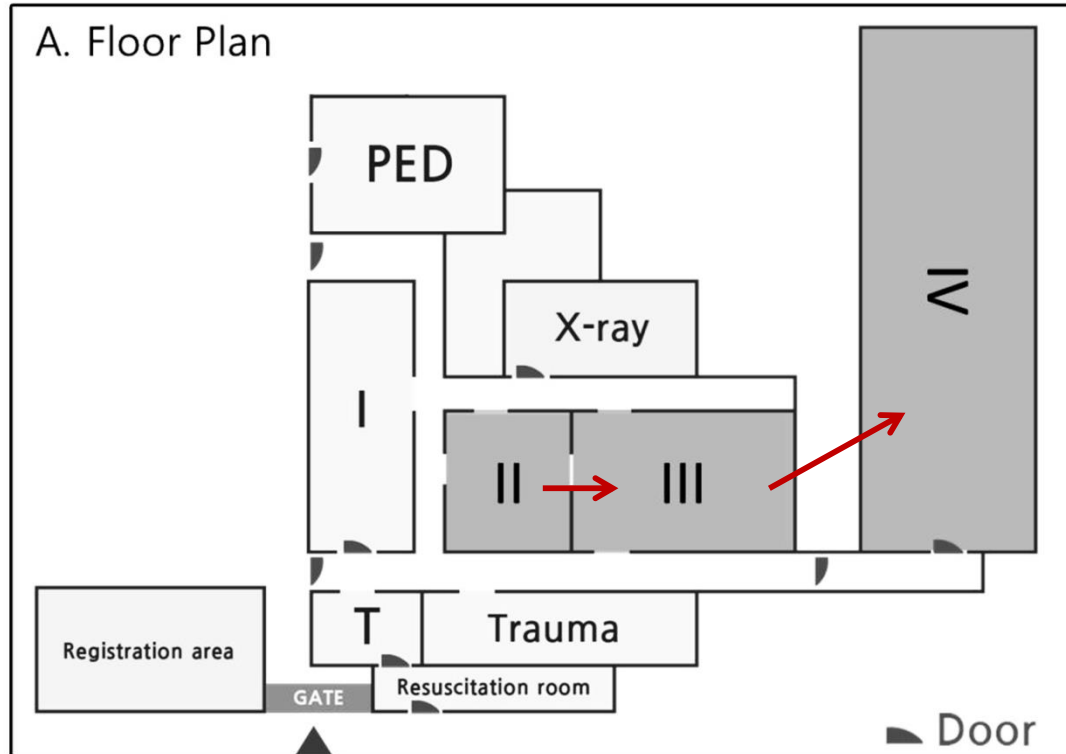 A. Floor Plan
PED
IV
X-ray
I
II
III
T
Trauma
Registration area
Resuscitation room
GATE
Door